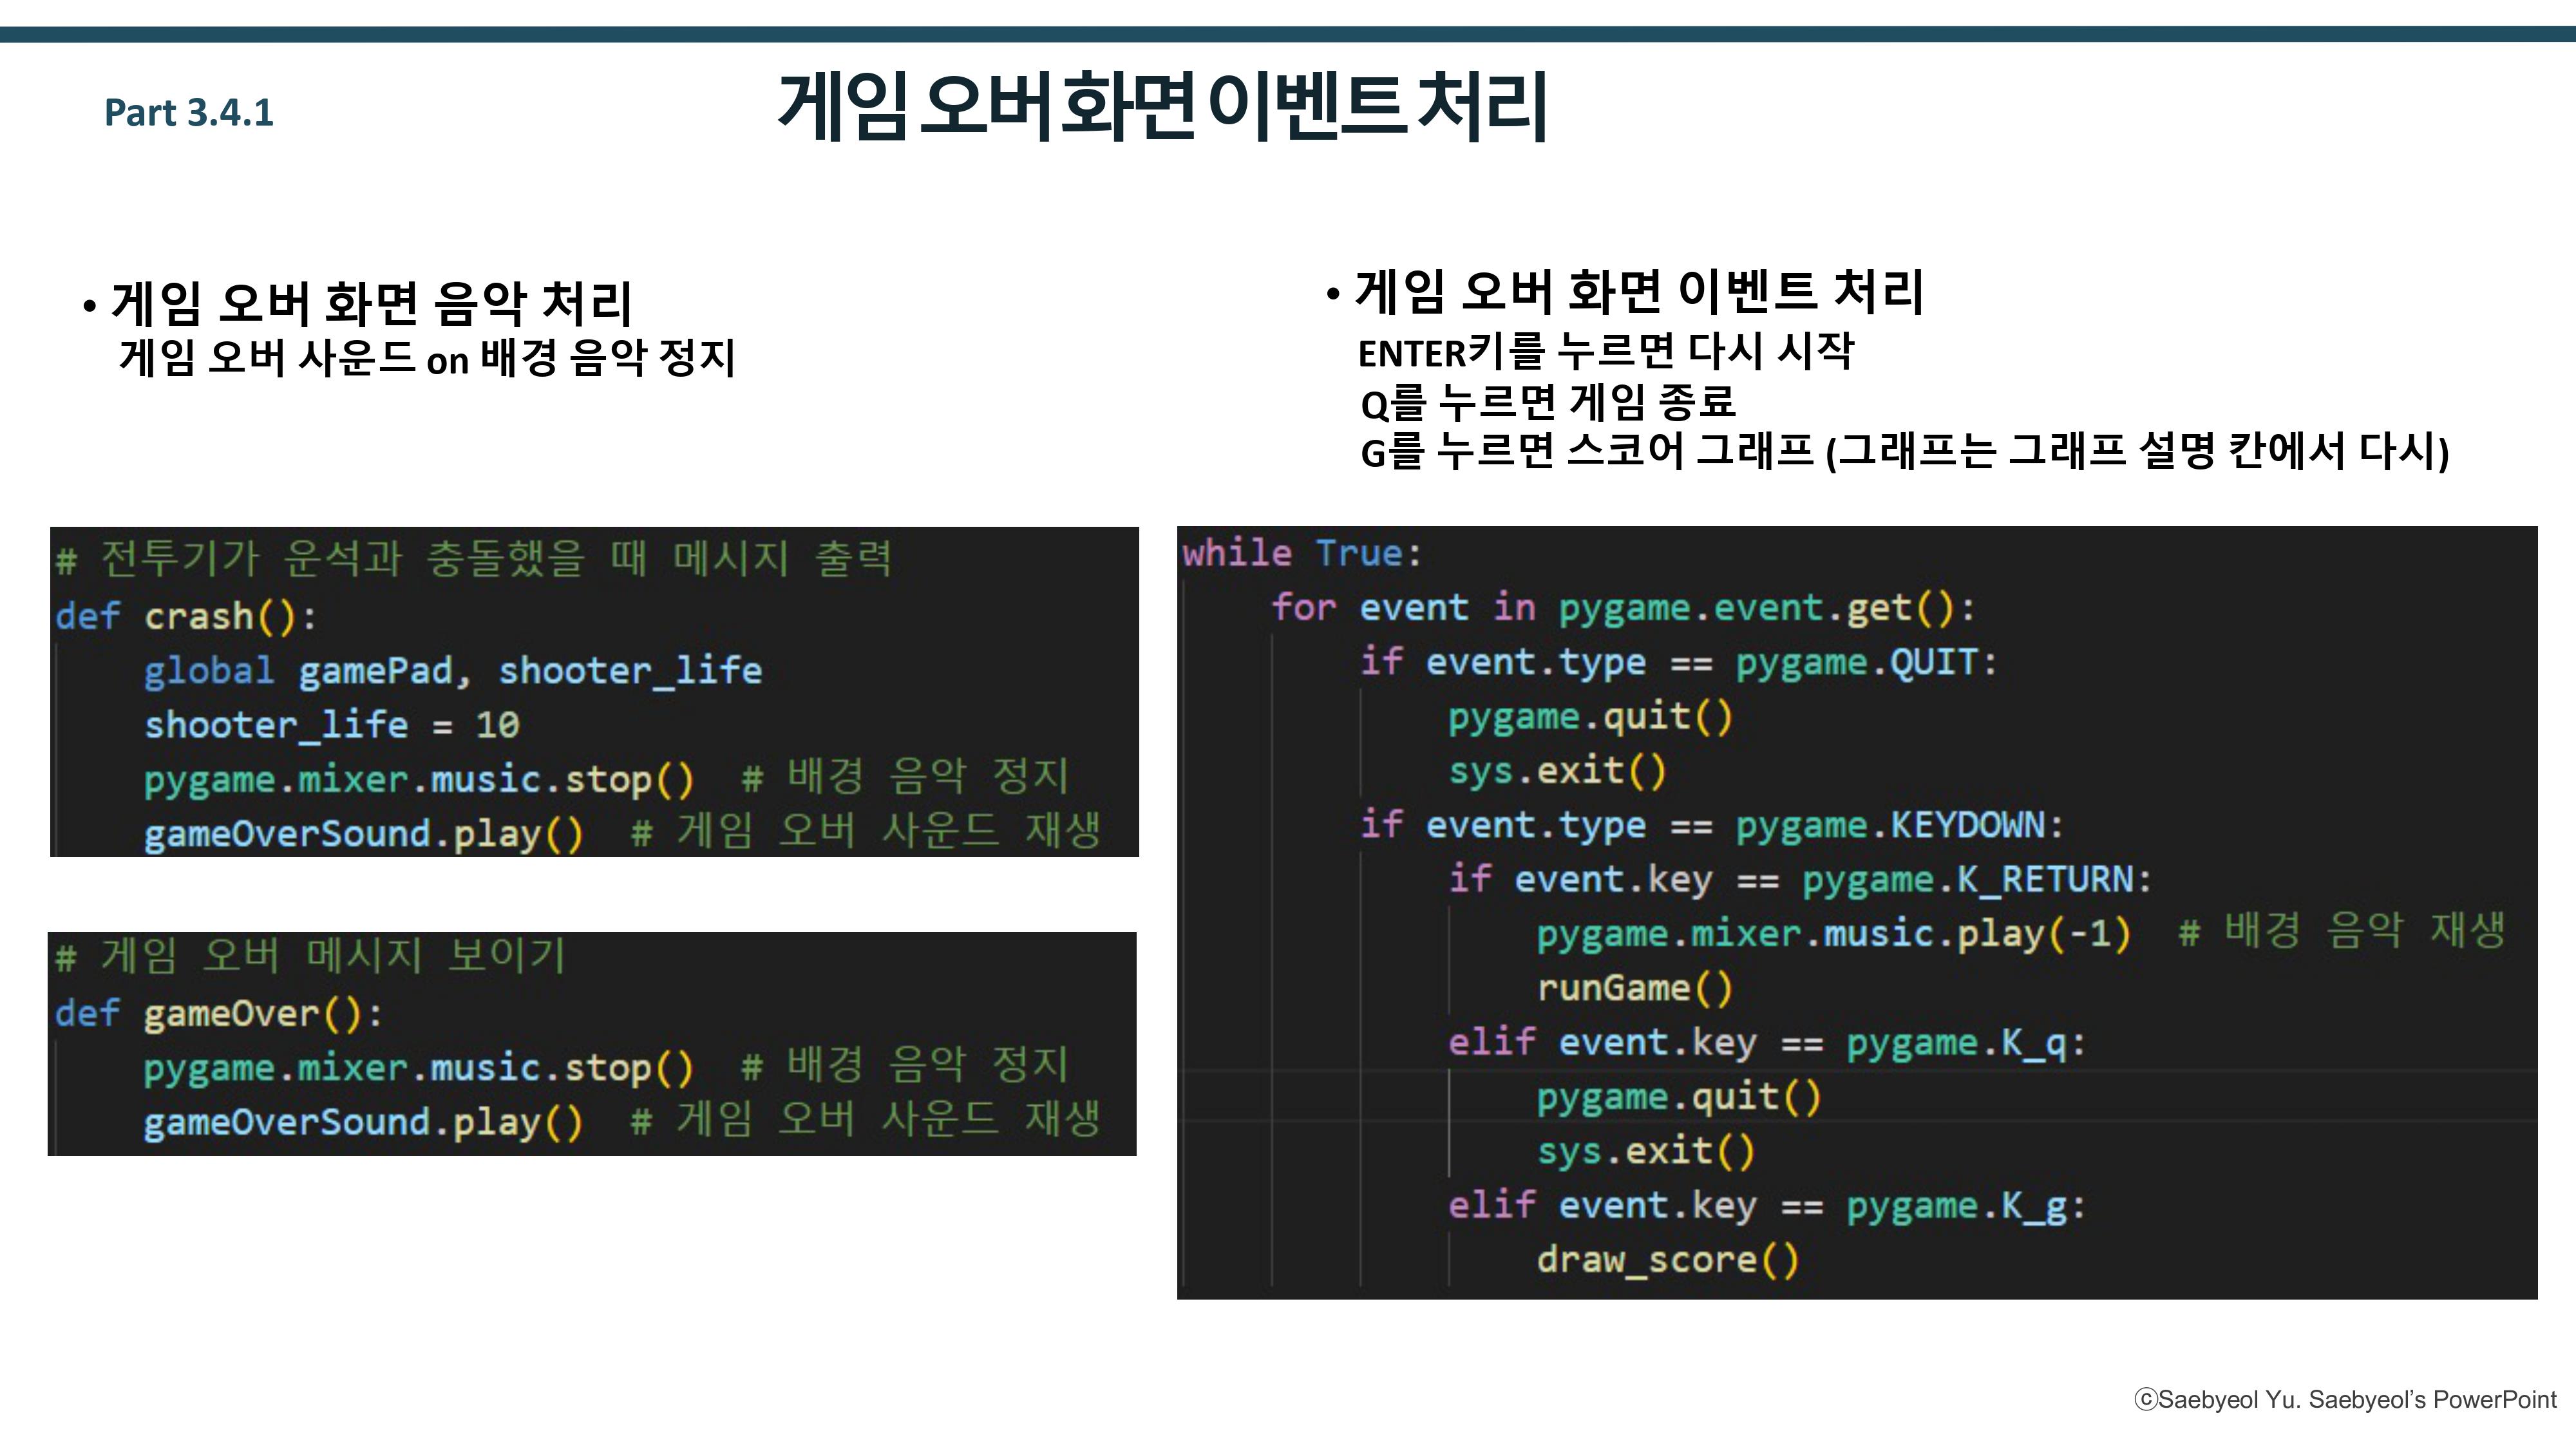 Part 3.4.1
게임 오버 화면 이벤트 처리
• 게임 오버 화면 음악 처리
게임 오버 사운드 on 배경 음악 정지
# 전투기가 운석과 충돌했을 때 메시지 출력
def crash():
    global gamePad, shooter_life
    shooter_life = 10
    pygame.mixer.music.stop()  # 배경 음악 정지
    gameOverSound.play()  # 게임 오버 사운드 재생
# 게임 오버 메시지 보이기
def gameOver():
    pygame.mixer.music.stop()  # 배경 음악 정지
    gameOverSound.play()  # 게임 오버 사운드 재생
• 게임 오버 화면 이벤트 처리
ENTER키를 누르면 다시 시작
Q를 누르면 게임 종료
G를 누르면 스코어 그래프 (그래프는 그래프 설명 칸에서 다시)
while True:
    for event in pygame.event.get():
        if event.type == pygame.QUIT:
            pygame.quit()
            sys.exit()
        if event.type == pygame.KEYDOWN:
            if event.key == pygame.K_RETURN:
                pygame.mixer.music.play(-1)  # 배경 음악 재생
                runGame()
            elif event.key == pygame.K_q:
                pygame.quit()
                sys.exit()
            elif event.key == pygame.K_g:
                draw_score()
ⓒSaebyeol Yu. Saebyeol’s PowerPoint